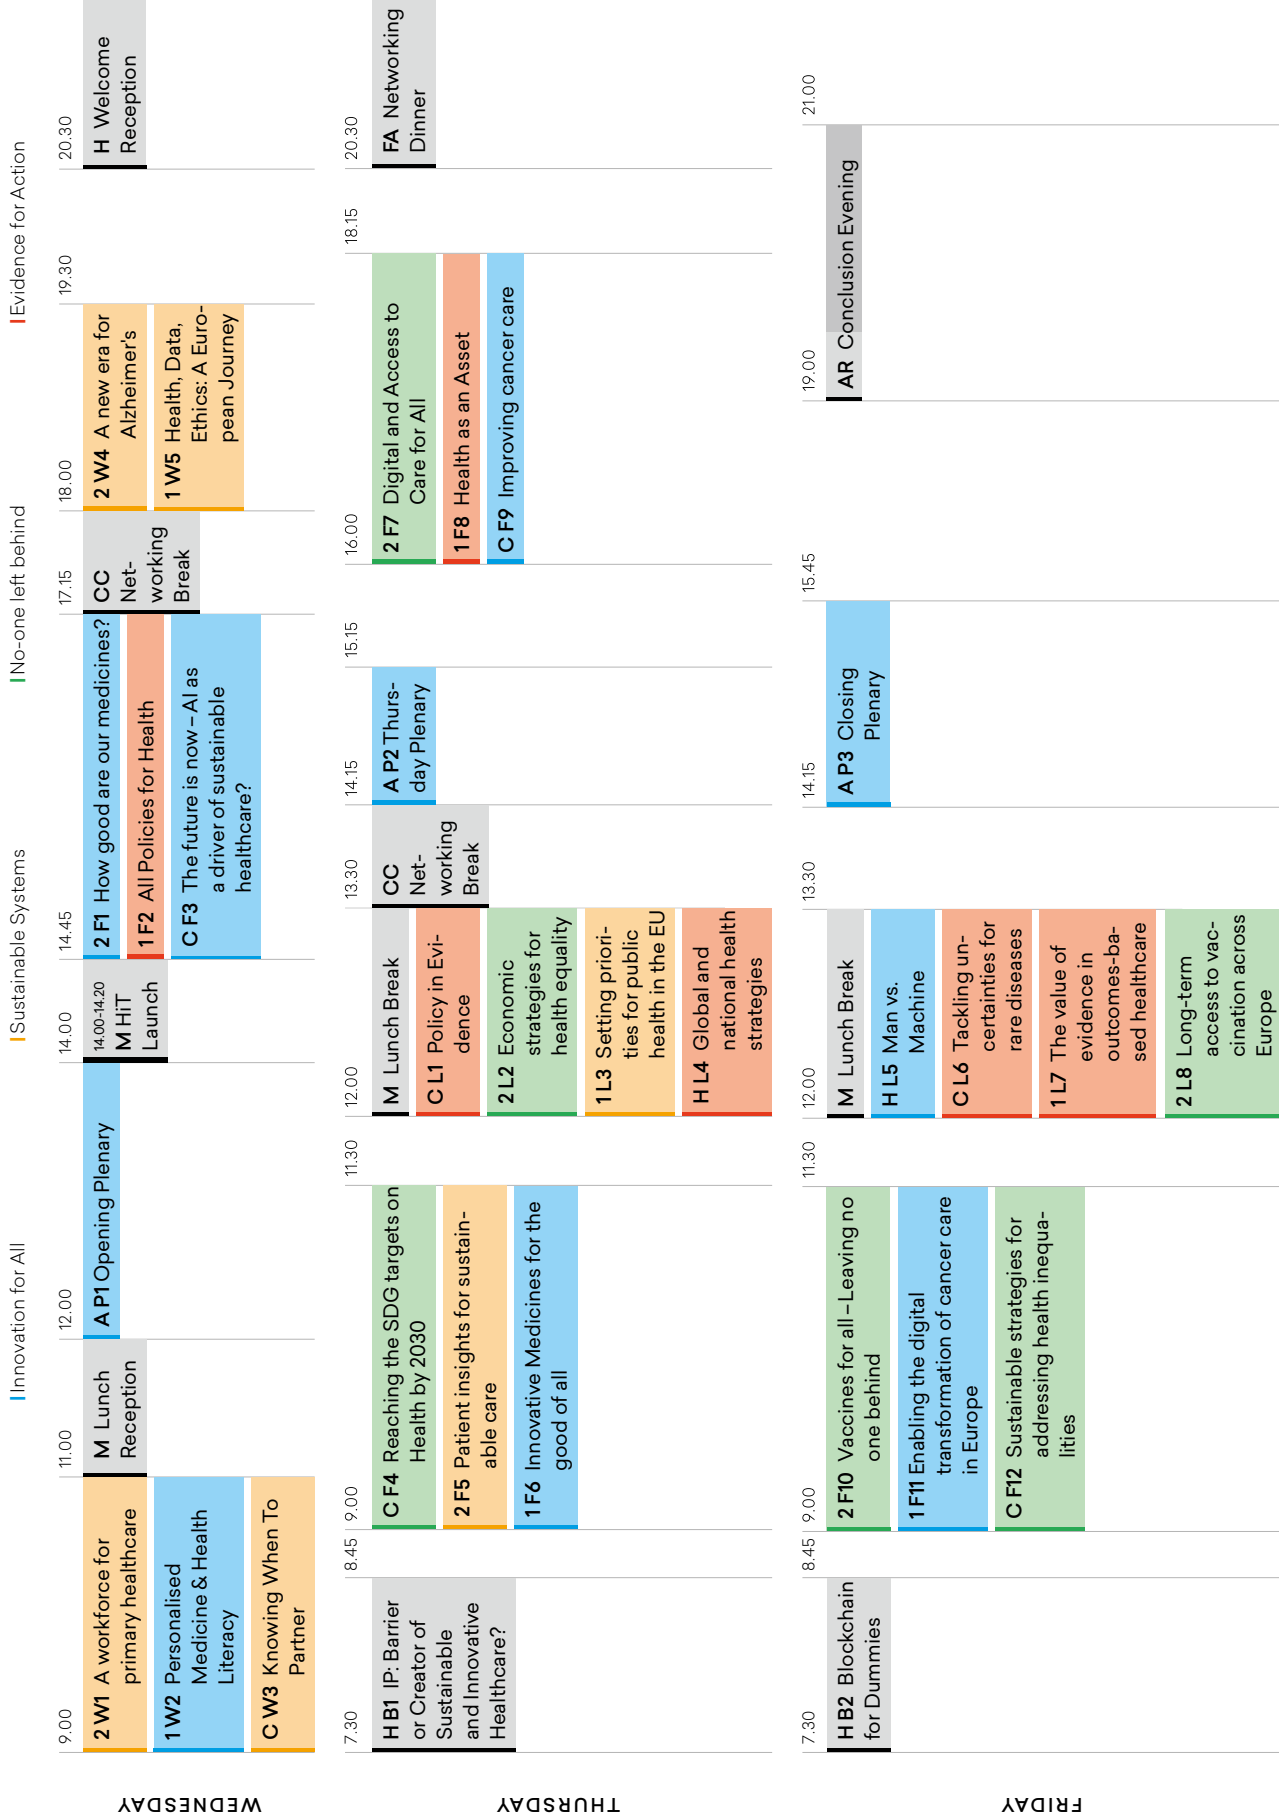 Innovation for All
Sustainable Systems
No-one left behind
Evidence for Action
WEDNESDAY
9.00
11.00
12.00
14.00
14.45
17.15
18.00
19.30
20.30
2 W1 A workforce for
primary healthcare
1 W2 Personalised
Medicine & Health
Literacy
C W3 Knowing When To
Partner
M Lunch
Reception
A P1 Opening Plenary
14.00-14.20
M HiT
Launch
2 F1 How good are our medicines?
1 F2 All Policies for Health
C F3 The future is now – AI as
a driver of sustainable
healthcare?
CC
Net-
working
Break
2 W4 A new era for
Alzheimer's
1 W5 Health, Data,
Ethics: A Euro-
pean Journey
H Welcome
Reception
THURSDAY
7.30
8.45
9.00
11.30
12.00
13.30
14.15
15.15
16.00
18.15
20.30
H B1 IP: Barrier
or Creator of
Sustainable
and Innovative
Healthcare?
C F4 Reaching the SDG targets on
Health by 2030
2 F5 Patient insights for sustain-
able care
1 F6 Innovative Medicines for the
good of all
M Lunch Break
C L1 Policy in Evi-
dence
2 L2 Economic
strategies for
health equality
1 L3 Setting priori-
ties for public
health in the EU
H L4 Global and
national health
strategies
CC
Net-
working
Break
A P2 Thurs-
day Plenary
2 F7 Digital and Access to
Care for All
1 F8 Health as an Asset
C F9 Improving cancer care
FA Networking
Dinner
FRIDAY
7.30
8.45
9.00
11.30
12.00
13.30
14.15
15.45
19.00
21.00
H B2 Blockchain
for Dummies
2 F10 Vaccines for all – Leaving no
one behind
1 F11 Enabling the digital
transformation of cancer care
in Europe
C F12 Sustainable strategies for
addressing health inequa-
lities
M Lunch Break
H L5 Man vs.
Machine
C L6 Tackling un-
certainties for
rare diseases
1 L7 The value of
evidence in
outcomes-ba-
sed healthcare
2 L8 Long-term
access to vac-
cination across
Europe
A P3 Closing
Plenary
AR Conclusion Evening